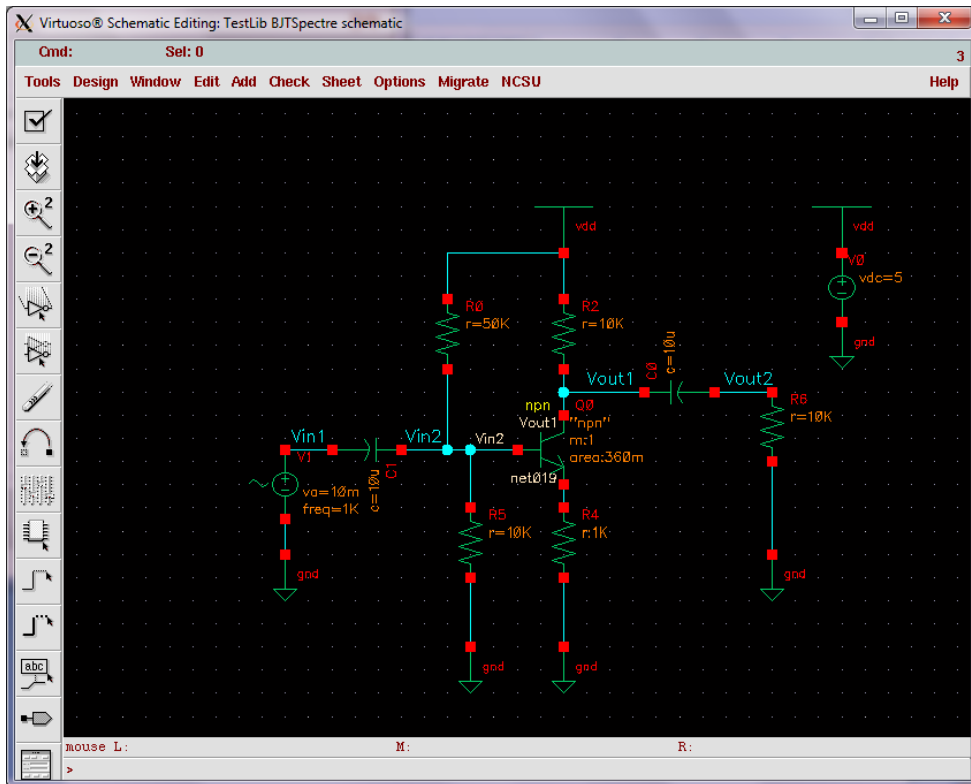 Virtuoso® Schematic Editing: TestLib BJTSpectre schematic
Cmd: Sel: 0 3
Tools Design Window Edit Add Check Sheet Options Migrate NCSU Help
2
2
abc
vdd
vdd
V0
vdc=5
gnd
R0
r=50K
R2
r=10K
Vout1
C0
c=10u
Vout2
R6
r=10K
gnd
npn
Q0
Vout1
"npn"
m:1
area:360m
net019
Vin1
V1
va=10m
freq=1K
c=10u
C1
Vin2
Vin2
gnd
R5
r=10K
R4
r:1K
gnd
gnd
mouse L: M: R:
>